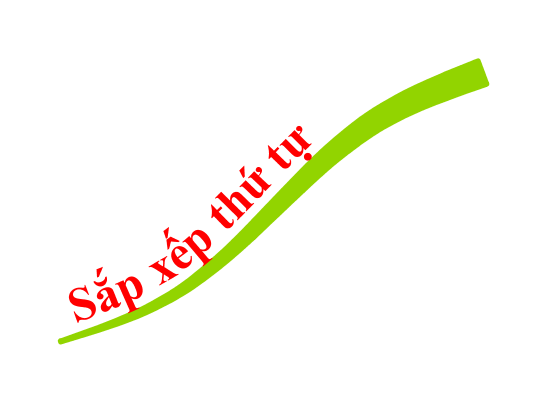 Sắp xếp thứ tự